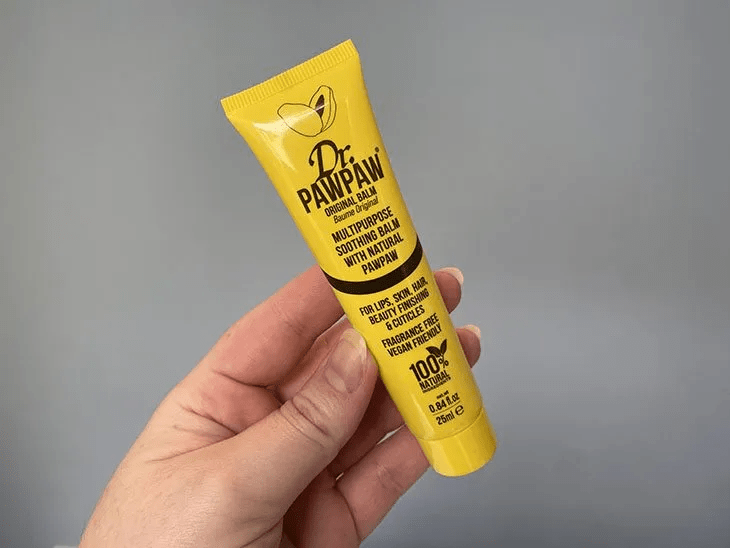 Dr.
PAWPAW®
ORIGINAL BALM
Baume Original
MULTIPURPOSE
SOOTHING BALM
WITH NATURAL
PAWPAW
FOR LIPS, SKIN, HAIR,
BEAUTY FINISHING
& CUTICLES
FRAGRANCE FREE
VEGAN FRIENDLY
100%
NATURAL
0.84 fl.oz
25ml e